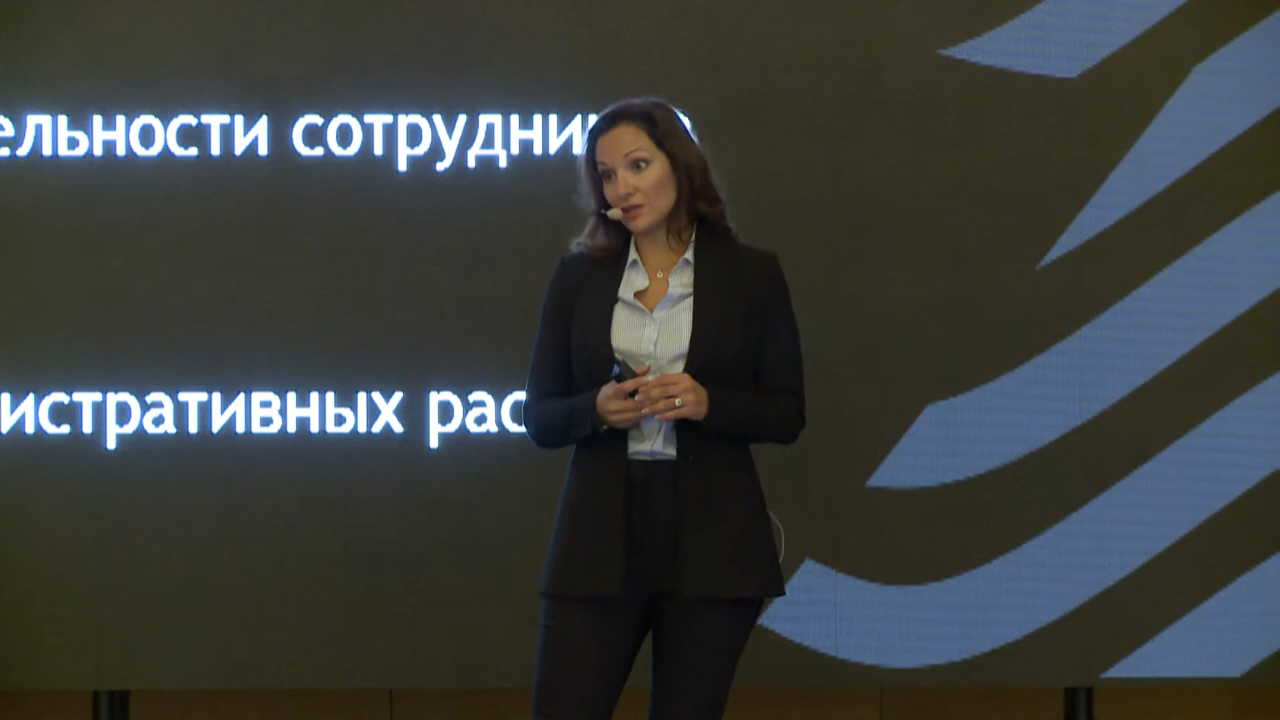 ельности сотрудни
истративных рас